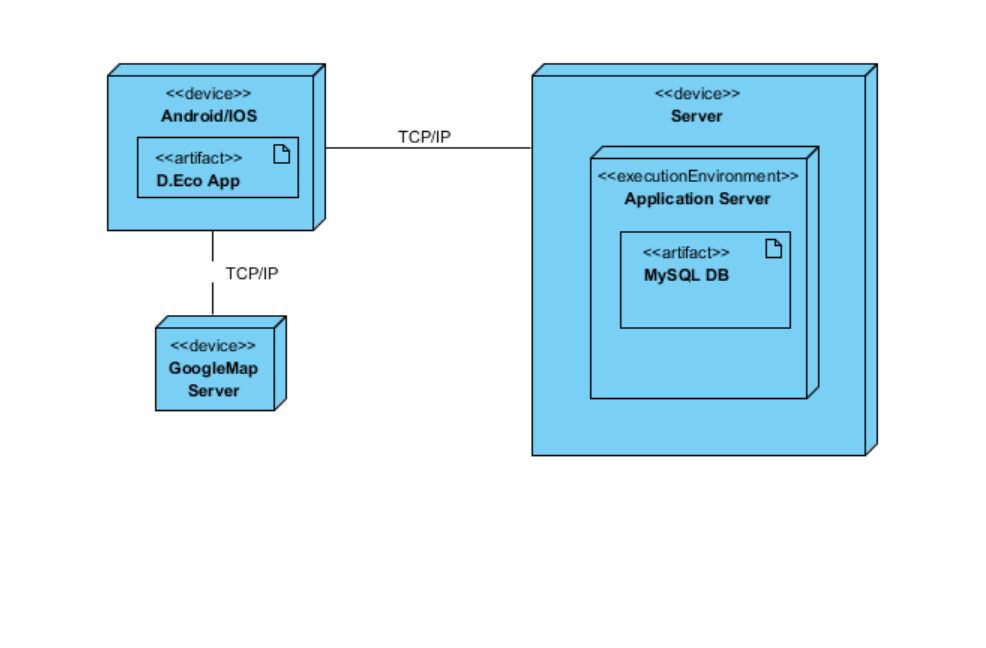 <<device>>
Android/IOS
<<artifact>>
D.Eco App
TCP/IP
<<device>>
Server
<<executionEnvironment>>
Application Server
<<artifact>>
MySQL DB
TCP/IP
<<device>>
GoogleMap
Server